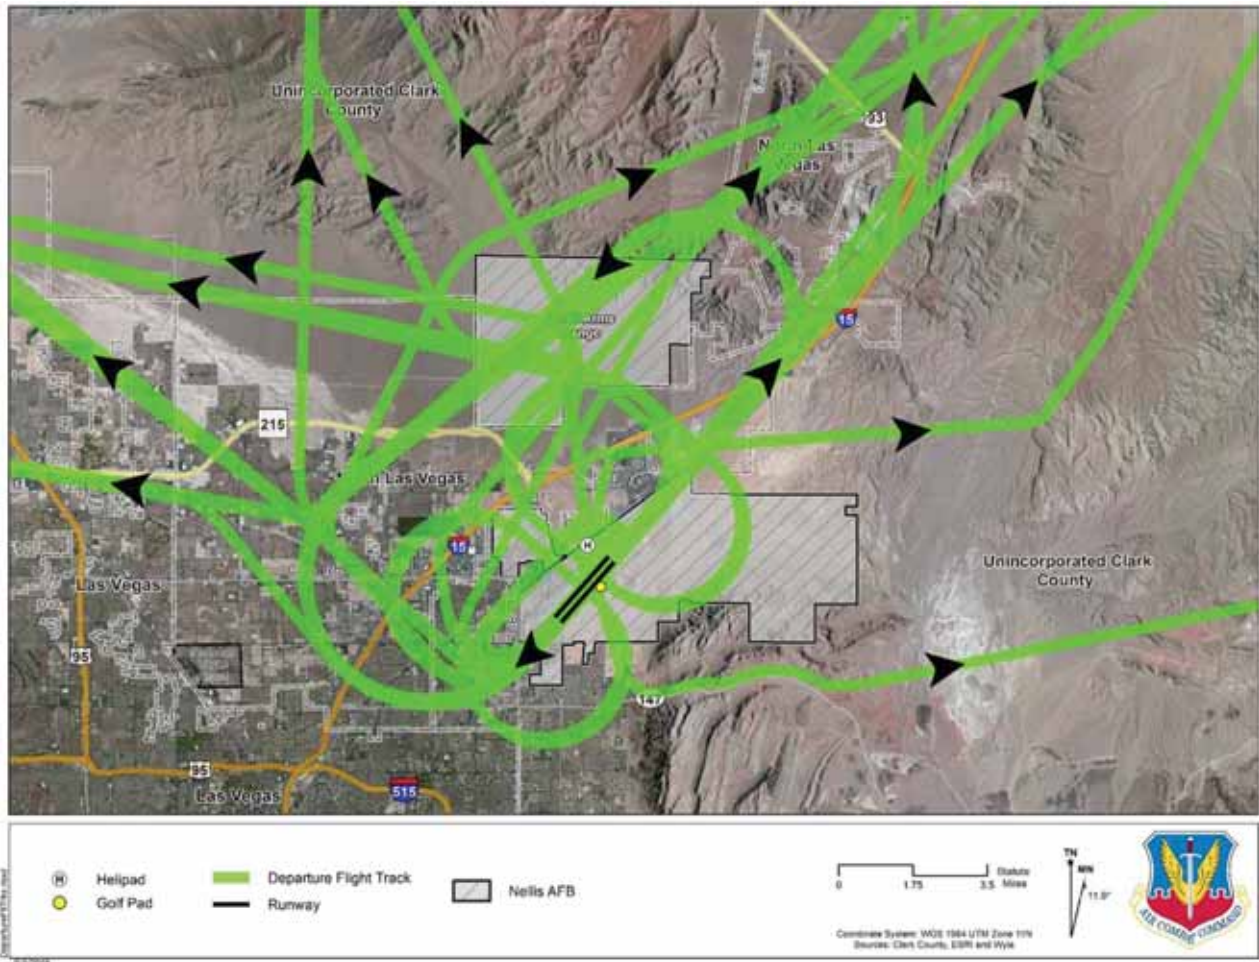 Unincorporated Clark
County
93
North Las
Vegas
Arms
15
215
Las Vegas
15
H
Unincorporated Clark
County
Las Vegas
95
147
95
Las Vegas
515
H Helipad
Golf Pad
Departure Flight Track
Runway
Nellis AFB
0 1.75 3.5
Statute
TN
MN
11.9°
Coordinate System: WGS 1984 UTM Zone 11N
Sources: Clark County, ESRI and Wyle
AIR COMBAT COMMAND